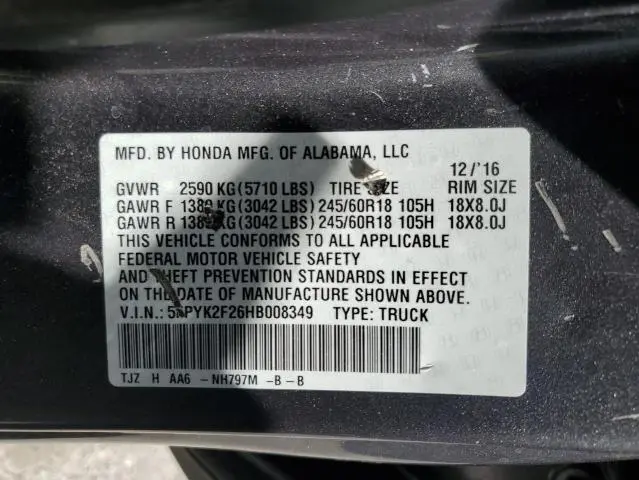 MFD. BY HONDA MFG. OF ALABAMA, LLC
12/'16
GVWR 2590 KG(5710 LBS) TIRE SIZE RIM SIZE
GAWR F (3042 LBS) 245/60R18 105H 18X8.0J
GAWR R (3042 LBS) 245/60R18 105H 18X8.0J
THIS VEHICLE CONFORMS TO ALL APPLICABLE
FEDERAL MOTOR VEHICLE SAFETY
AND THEFT PREVENTION STANDARDS IN EFFECT
ON THE DATE OF MANUFACTURE SHOWN ABOVE.
V.I.N.: 5FPYK2F26HB008349 TYPE: TRUCK
TJZ H AA6 -NH797M -B-B